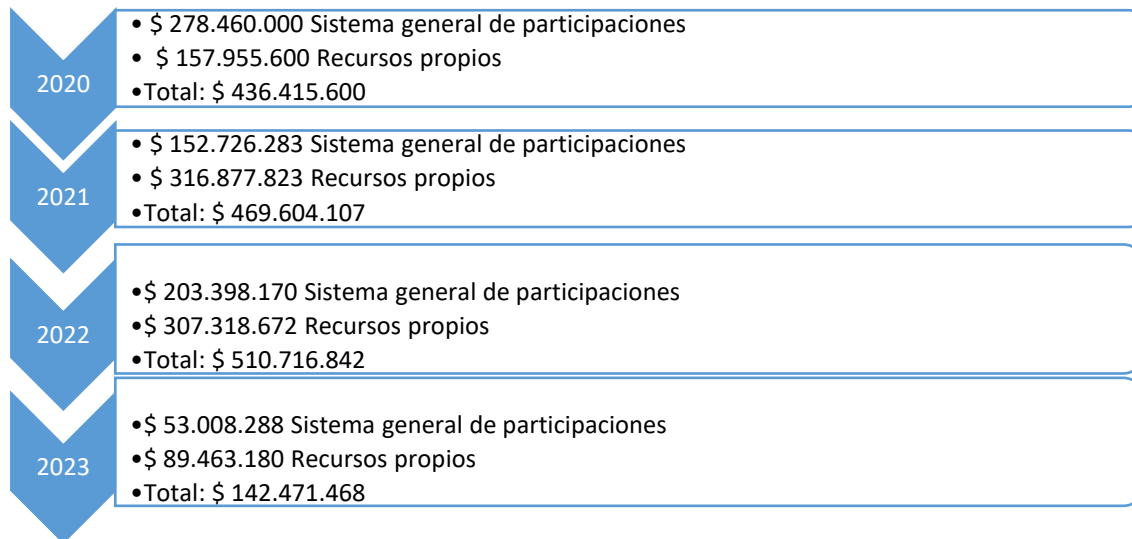 2020
• $ 278.460.000 Sistema general de participaciones
• $ 157.955.600 Recursos propios
•Total: $ 436.415.600
2021
• $ 152.726.283 Sistema general de participaciones
• $ 316.877.823 Recursos propios
•Total: $ 469.604.107
2022
•$ 203.398.170 Sistema general de participaciones
•$ 307.318.672 Recursos propios
•Total: $ 510.716.842
2023
•$ 53.008.288 Sistema general de participaciones
•$ 89.463.180 Recursos propios
•Total: $ 142.471.468